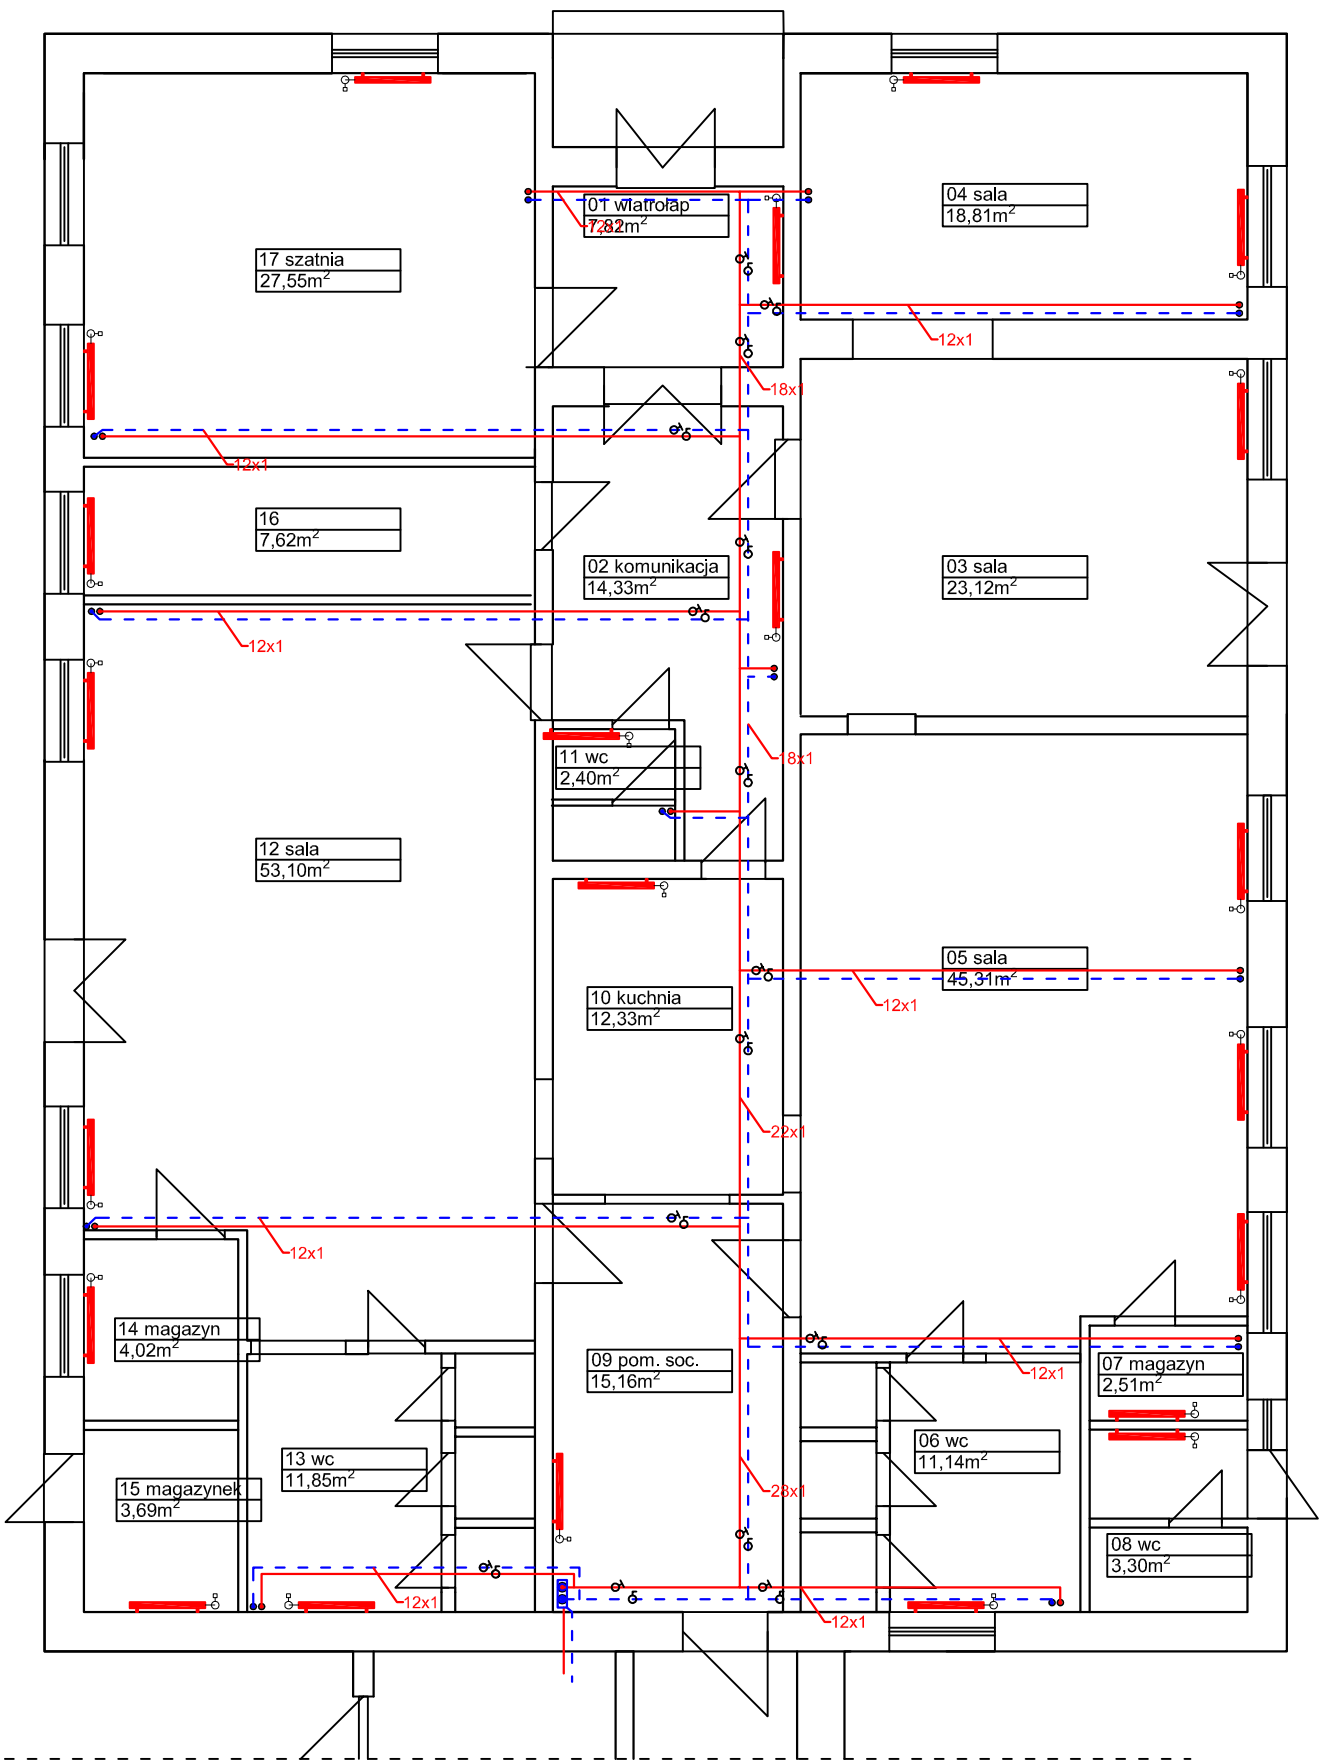 04 sala
18,81m²
01 wiatrołap
7,82m²
12x1
17 szatnia
27,55m²
12x1
18x1
12x1
16
7,62m²
02 komunikacja
14,33m²
03 sala
23,12m²
12x1
11 wc
2,40m²
18x1
12 sala
53,10m²
05 sala
45,31m²
10 kuchnia
12,33m²
12x1
22x1
12x1
14 magazyn
4,02m²
09 pom. soc.
15,16m²
07 magazyn
2,51m²
12x1
06 wc
11,14m²
13 wc
11,85m²
15 magazynek
3,69m²
28x1
08 wc
3,30m²
12x1
12x1